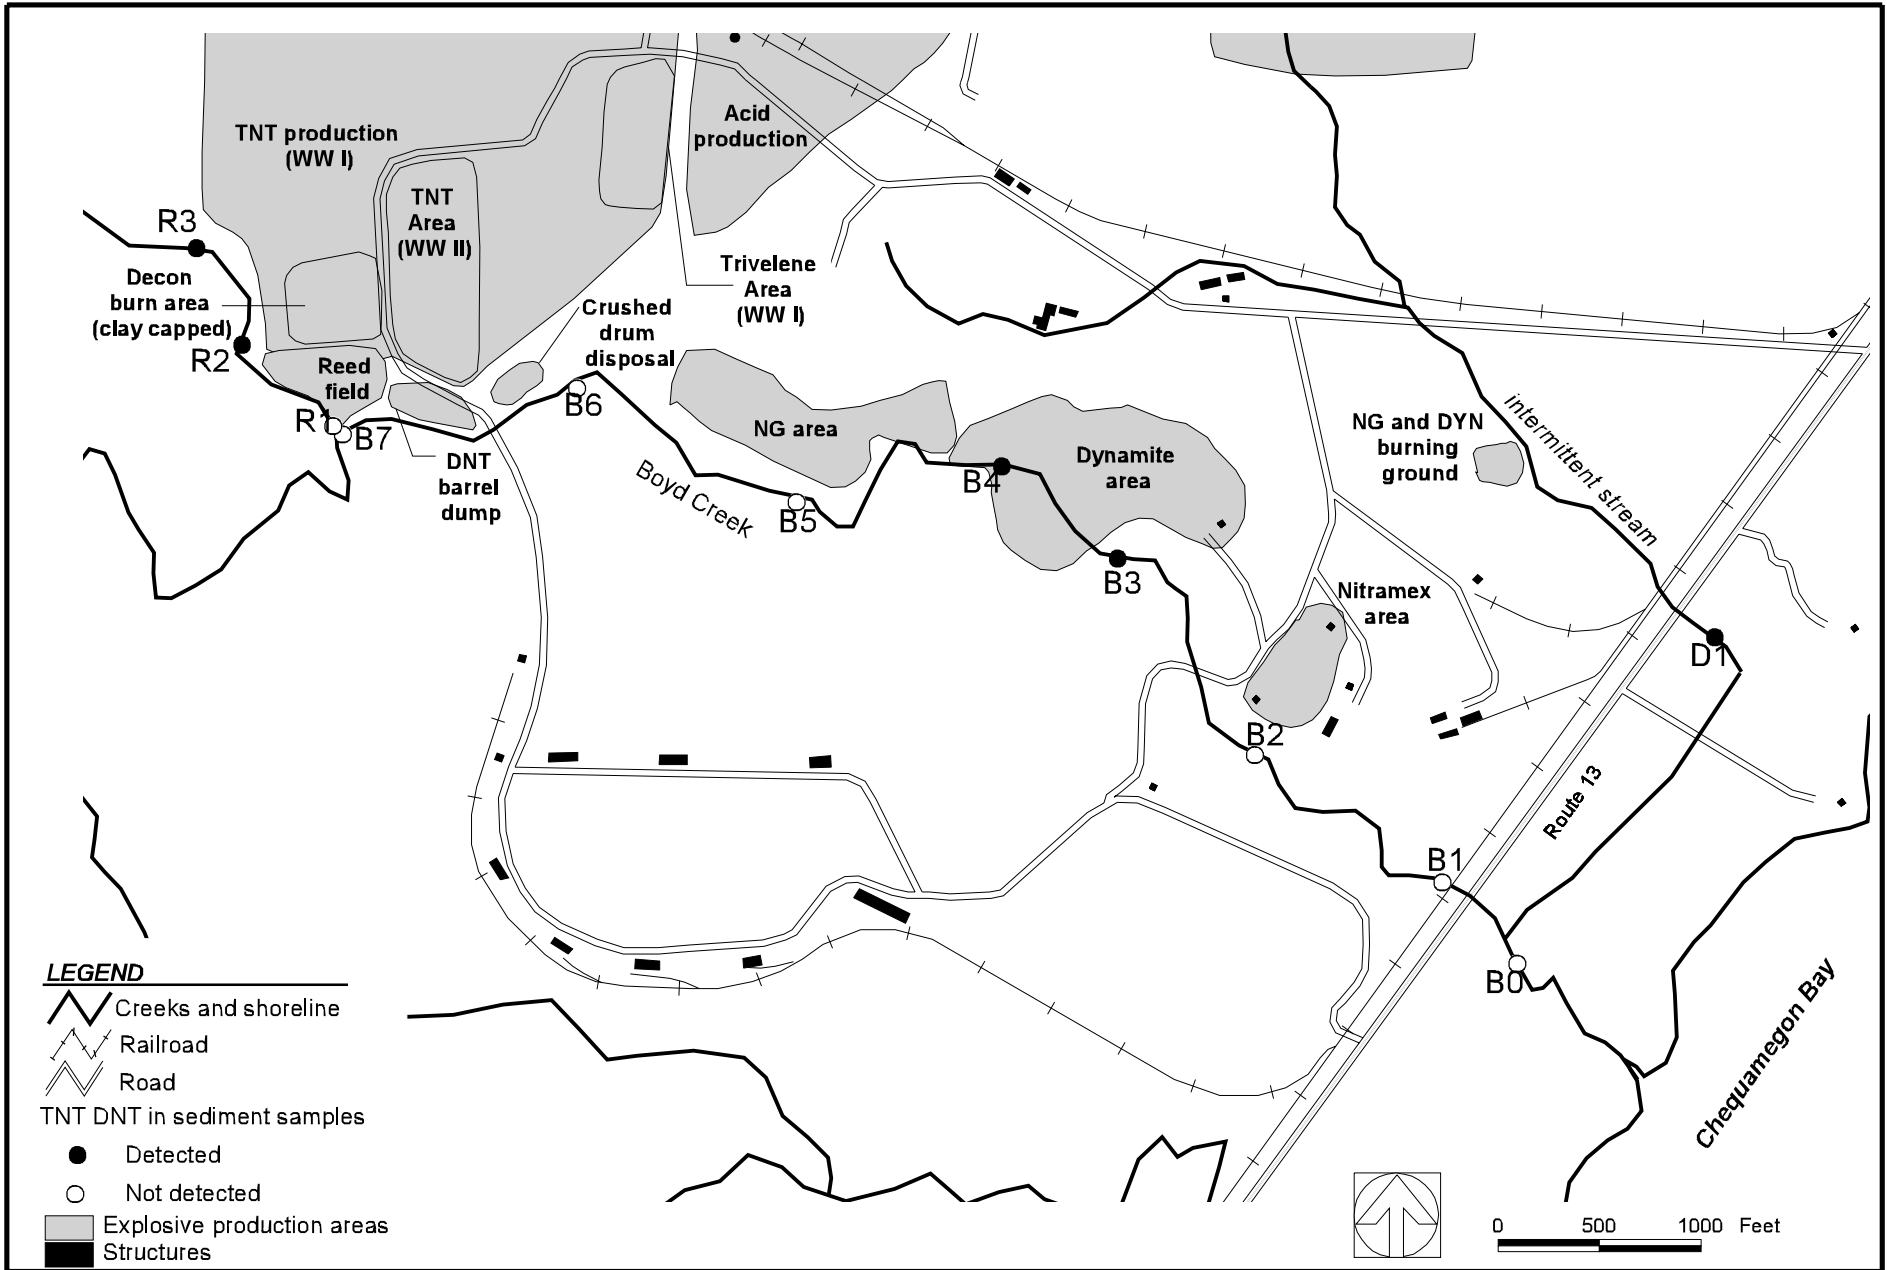 TNT production
(WW I)
Acid
production
TNT
Area
(WW II)
R3
Decon
burn area
(clay capped)
R2
Reed
field
R1
B7
Crushed
drum
disposal
Trivelene
Area
(WW I)
B6
DNT
barrel
dump
NG area
Boyd Creek
B5
B4
Dynamite
area
B3
NG and DYN
burning
ground
intermittent stream
Nitramex
area
D1
B2
Route 13
B1
B0
Chequamegon Bay
LEGEND
Creeks and shoreline
Railroad
Road
TNT DNT in sediment samples
Detected
Not detected
Explosive production areas
Structures
0 500 1000 Feet